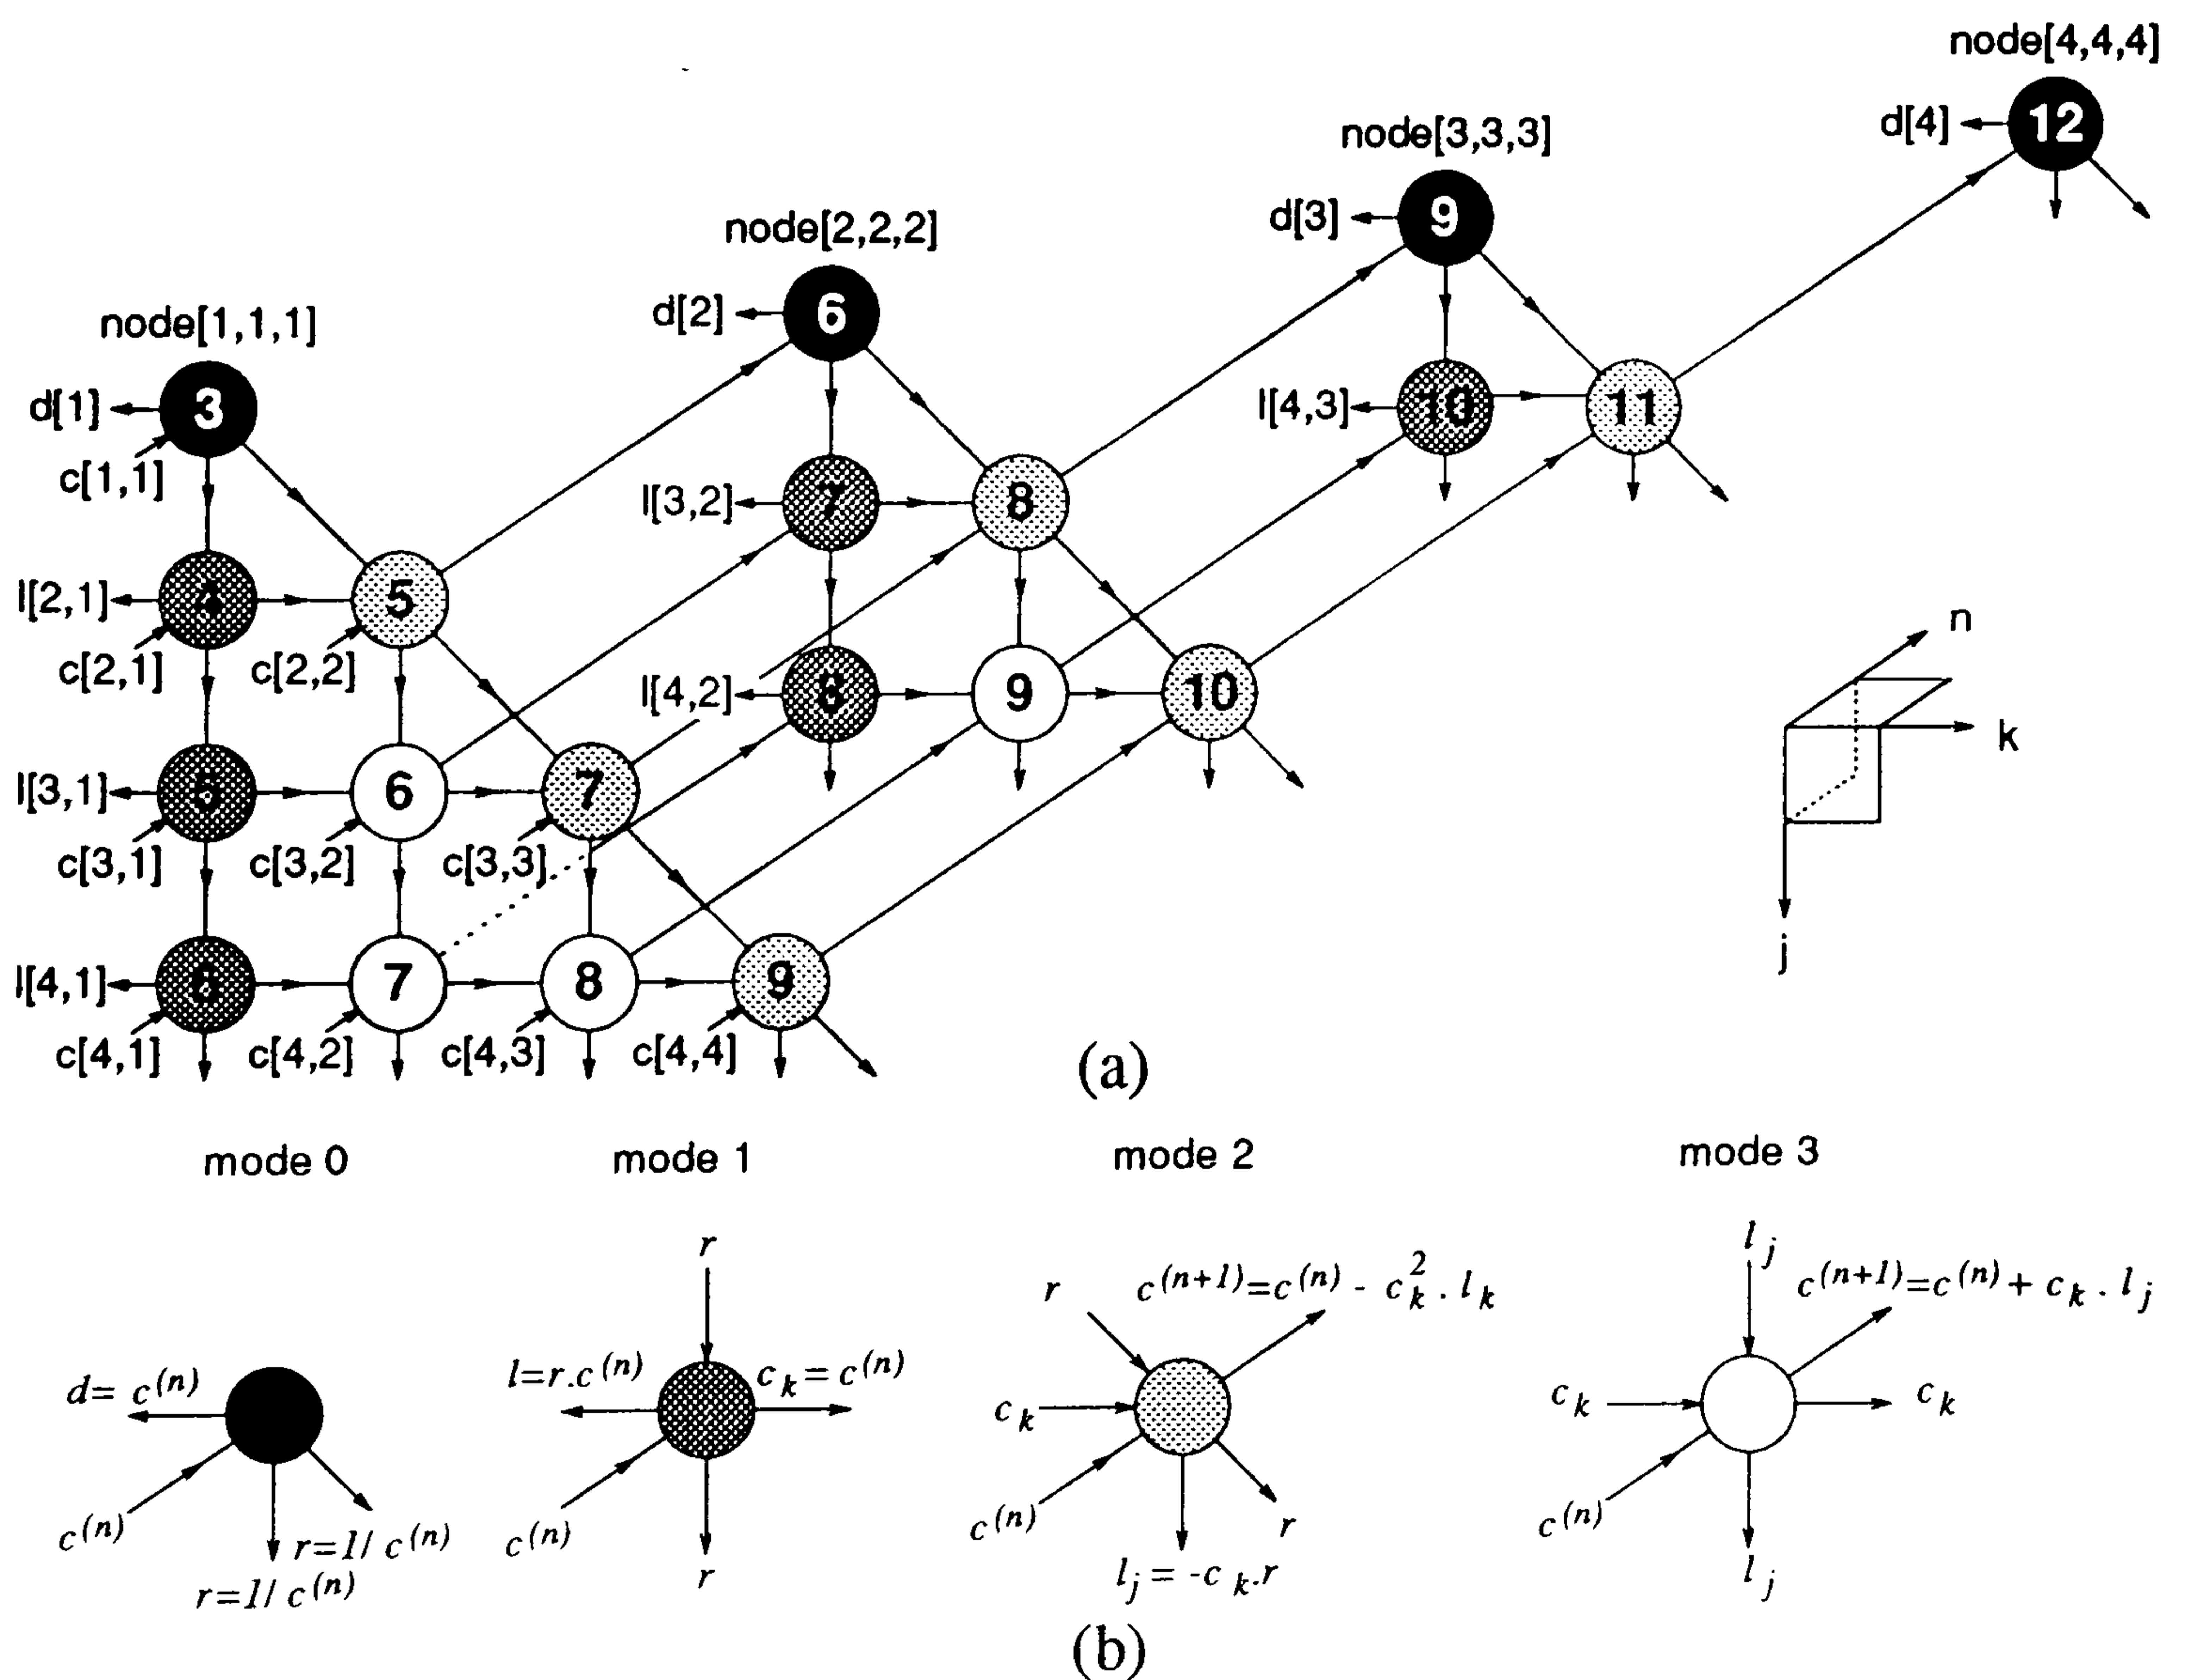 node[4,4,4]
d[4] 12
node[3,3,3]
d[3] 9
node[2,2,2]
d[2] 6
node[1,1,1]
d[1] 3
c[1,1]
l[4,3] 10 11
l[3,2] 7 8
l[2,1] 4 5
c[2,1] c[2,2]
l[4,2] 8 9 10
n
k
j
l[3,1] 5 6 7
c[3,1] c[3,2] c[3,3]
l[4,1] 6 7 8 9
c[4,1] c[4,2] c[4,3] c[4,4]
(a)
mode 0 mode 1 mode 2 mode 3
d= c^(n)
c^(n)
r=1/ c^(n)
r=1/ c^(n)
r
l=r.c^(n)
c_k = c^(n)
c^(n)
r
r
c^(n+1)=c^(n) - c_k^2 . l_k
c_k
c^(n)
r
l_j = -c_k.r
l_j
c^(n+1)=c^(n) + c_k . l_j
c_k
c_k
c^(n)
l_j
(b)